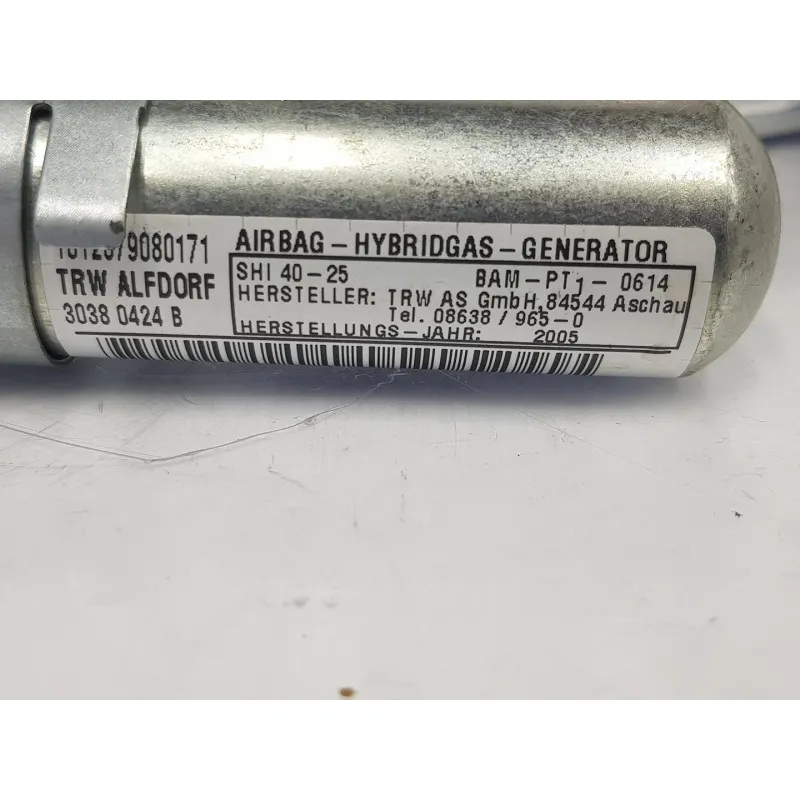 TRW ALFDORF
3038 0424 B
AIRBAG-HYBRIDGAS-GENERATOR
SHI 40-25 BAM-PT1-0614
HERSTELLER: TRW AS GmbH,84544 Aschau
Tel. 08638/965-0
HERSTELLUNGS-JAHR: 2005